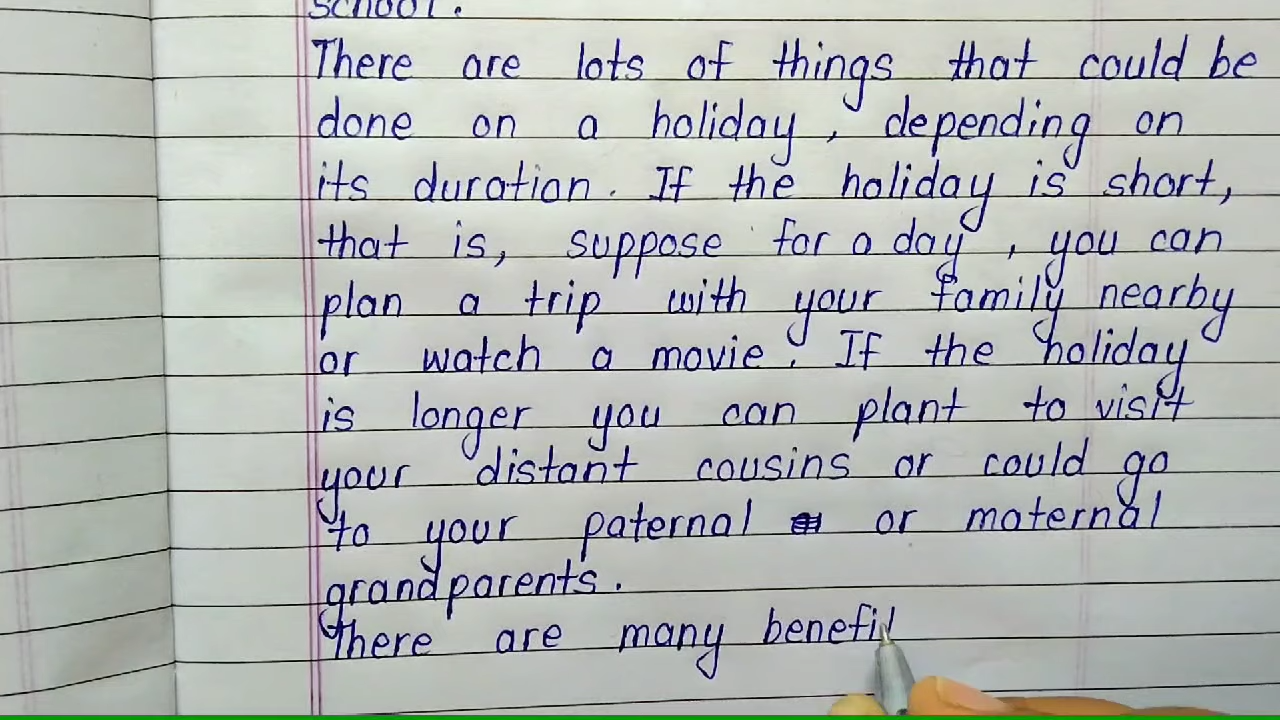 school.
There are lots of things that could be
done on a holiday, depending on
its duration. If the holiday is short,
that is, suppose for a day, you can
plan a trip with your family nearby
or watch a movie. If the holiday
is longer you can plant to visit
your distant cousins or could go
to your paternal or maternal
grandparents.
There are many benefi